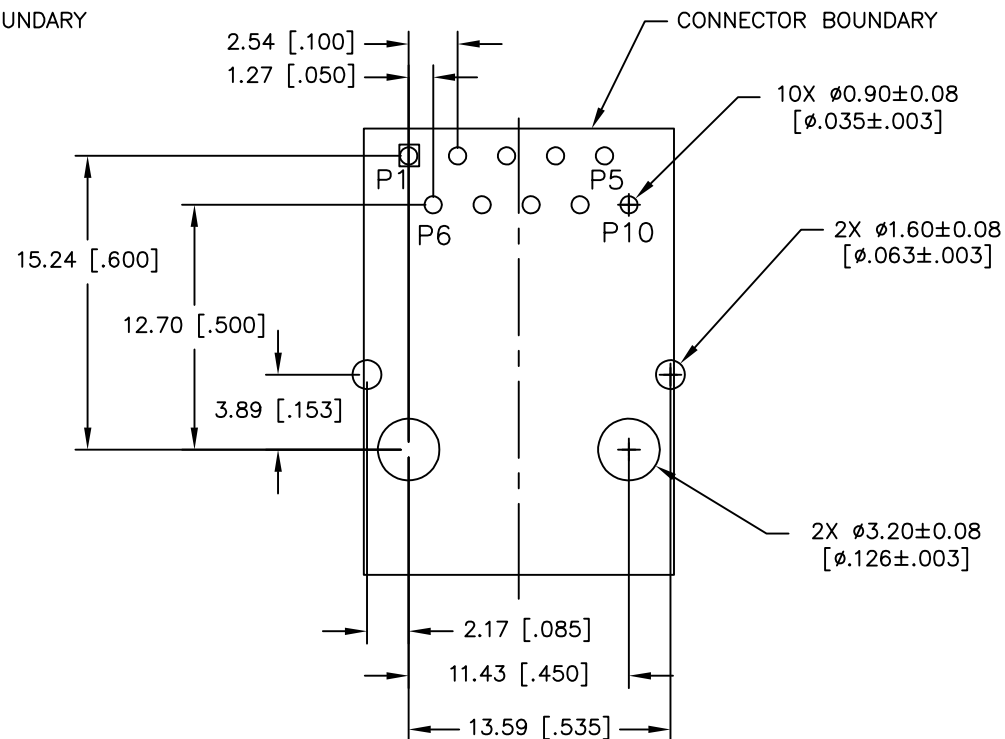 UNDARY
CONNECTOR BOUNDARY
2.54 [.100]
1.27 [.050]
10X ø0.90±0.08
[ø.035±.003]
P1
P5
P6
P10
2X ø1.60±0.08
[ø.063±.003]
15.24 [.600]
12.70 [.500]
3.89 [.153]
2X ø3.20±0.08
[ø.126±.003]
2.17 [.085]
11.43 [.450]
13.59 [.535]